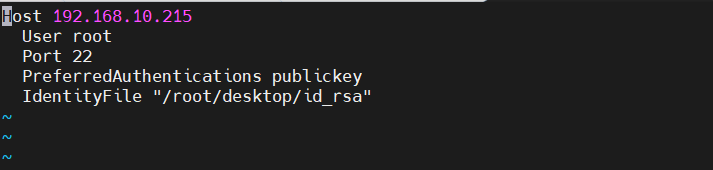 Host 192.168.10.215
  User root
  Port 22
  PreferredAuthentications publickey
  IdentityFile "/root/desktop/id_rsa"
~
~
~